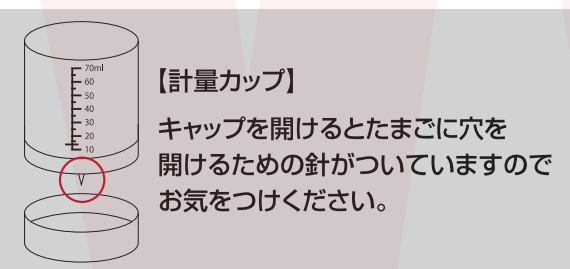 70ml
60
50
40
30
20
10
【計量カップ】
キャップを開けるとたまごに穴を
開けるための針がついていますので
お気をつけください。